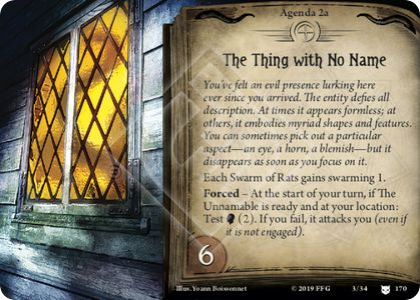 Agenda 2a
The Thing with No Name
You've felt an evil presence lurking here
ever since you arrived. The entity defies all
description. At times it appears formless; at
others, it embodies myriad shapes and features.
You can sometimes pick out a particular
aspect—an eye, a horn, a blemish—but it
disappears as soon as you focus on it.
Each Swarm of Rats gains swarming 1.
Forced – At the start of your turn, if The
Unnamable is ready and at your location:
Test (2). If you fail, it attacks you (even if
it is not engaged).
6
Illus. Yoann Boissonnet
© 2019 FFG
3/34
170